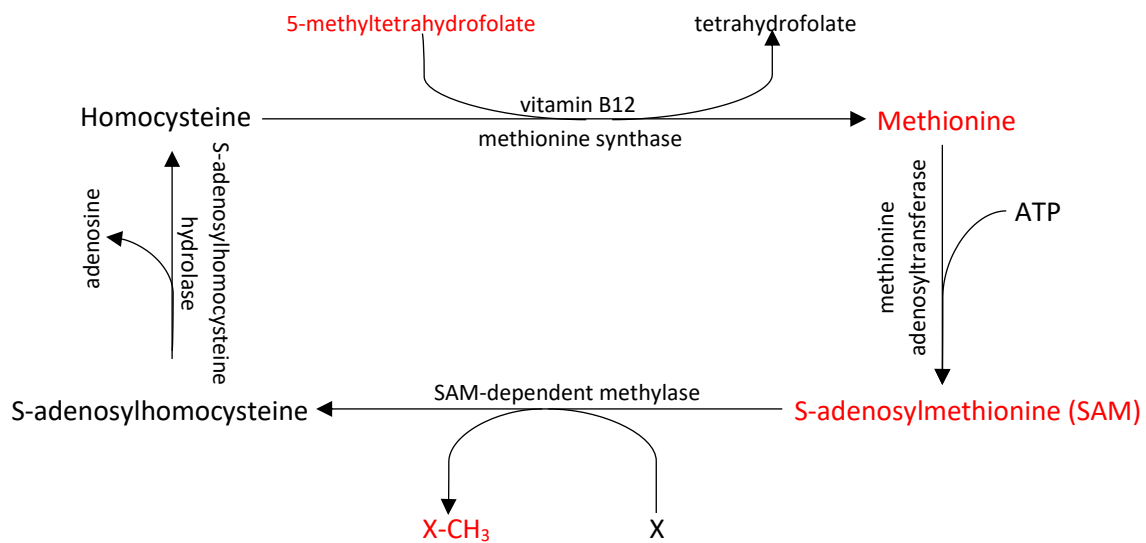 5-methyltetrahydrofolate
tetrahydrofolate
vitamin B12
Homocysteine
Methionine
methionine synthase
S-adenosylhomocysteine
hydrolase
adenosine
methionine
adenosyltransferase
ATP
SAM-dependent methylase
S-adenosylhomocysteine
S-adenosylmethionine (SAM)
X-CH₃
X